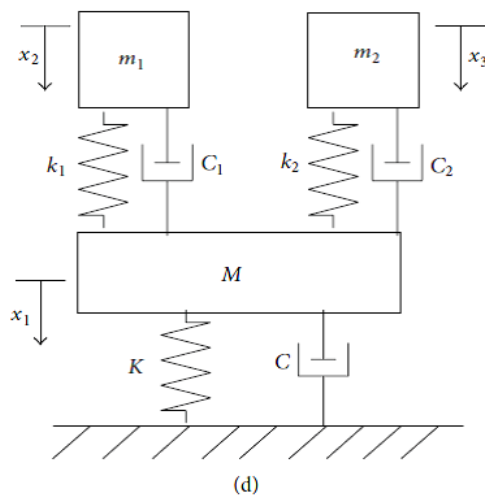 x₂ m₁ m₂ x₃
k₁ C₁ k₂ C₂
M
x₁
K C
(d)